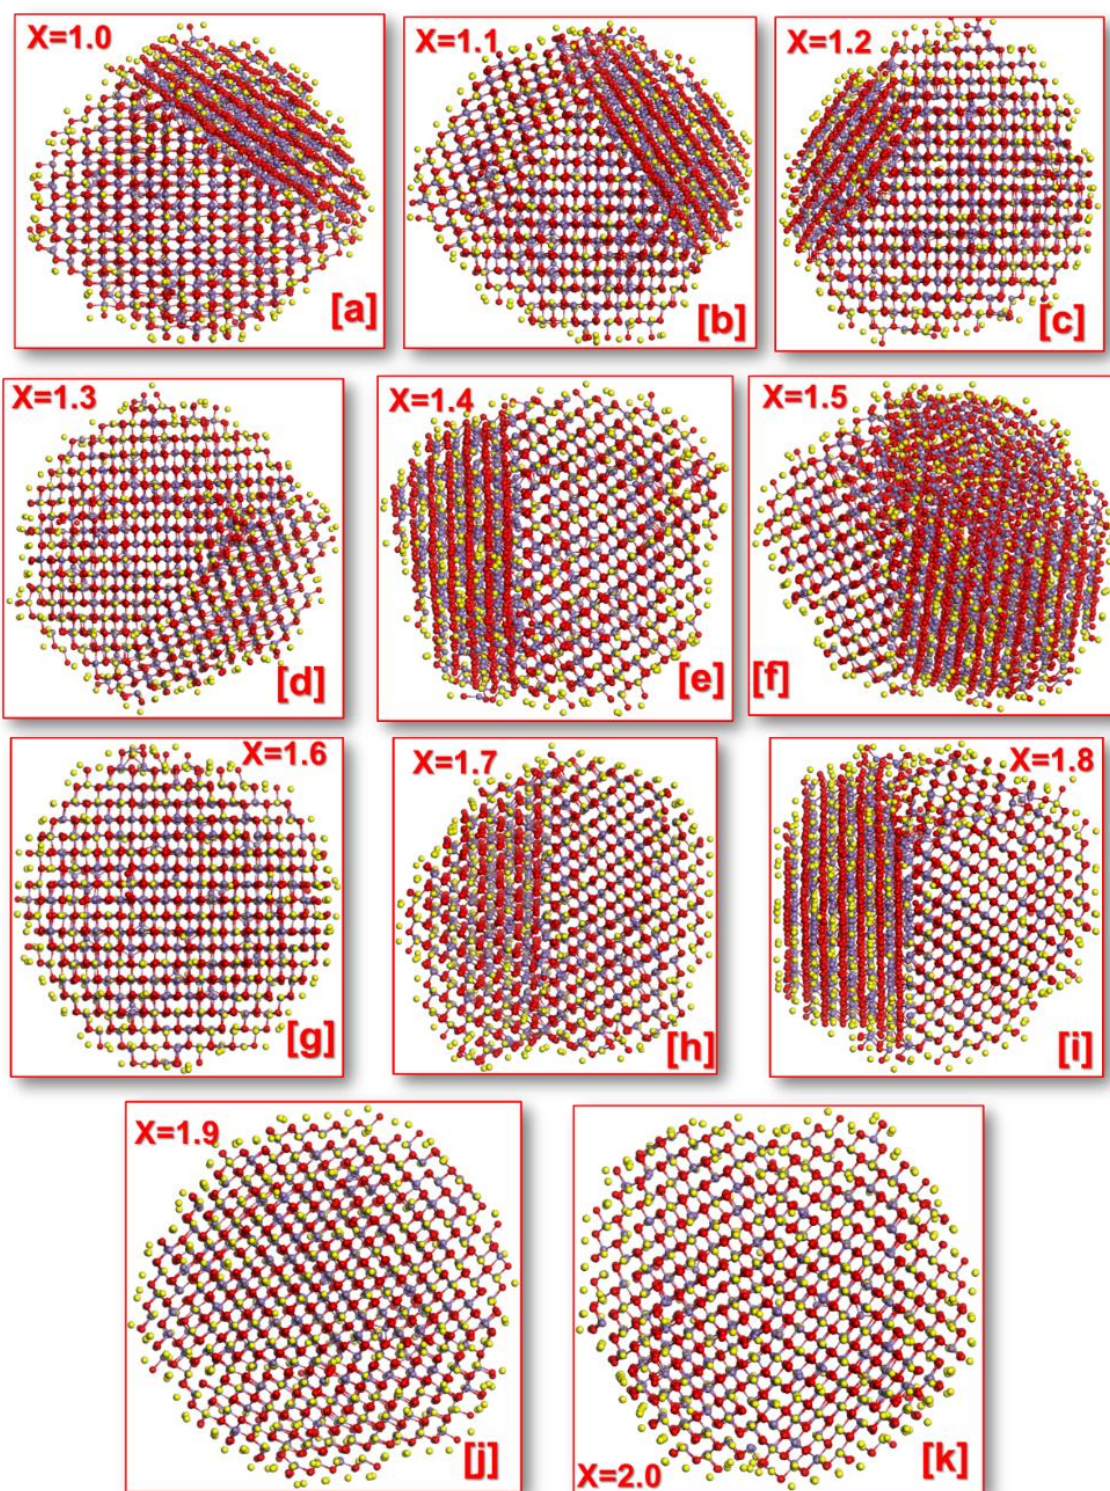 X=1.0
[a]
X=1.1
[b]
X=1.2
[c]
X=1.3
[d]
X=1.4
[e]
X=1.5
[f]
X=1.6
[g]
X=1.7
[h]
X=1.8
[i]
X=1.9
[j]
X=2.0
[k]